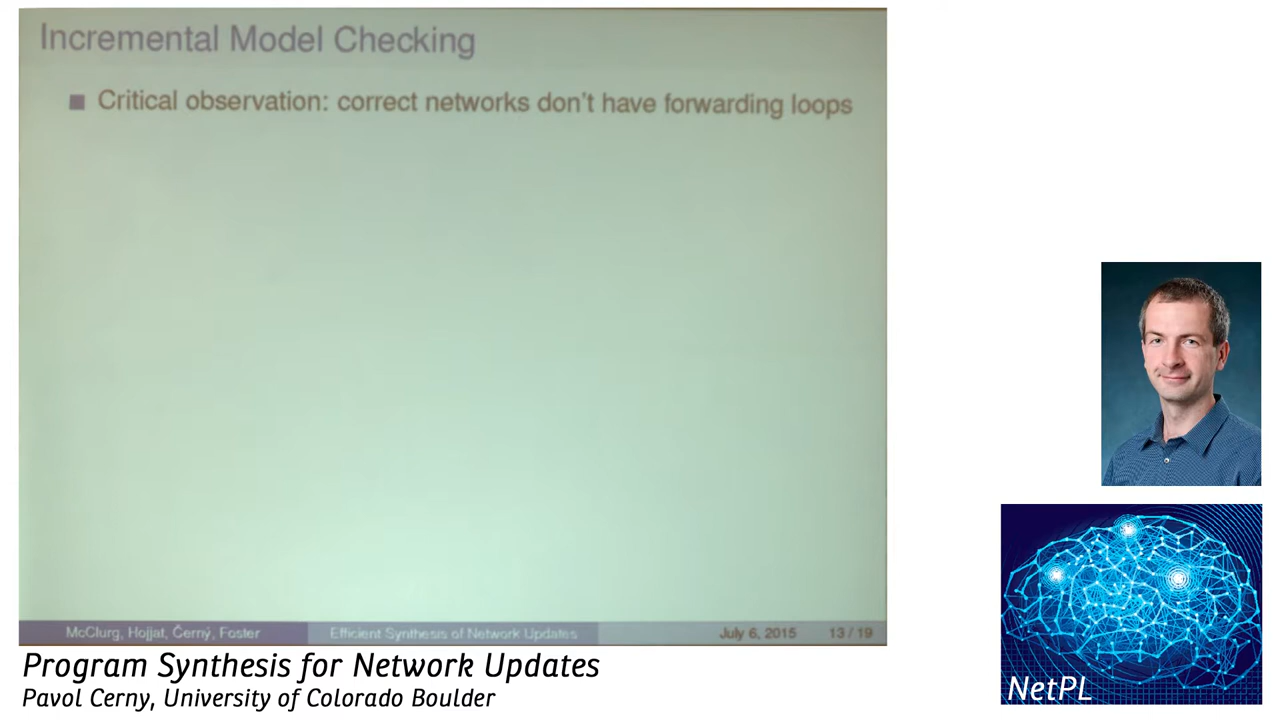 Incremental Model Checking
■ Critical observation: correct networks don't have forwarding loops
McClurg, Hojjat, Černý, Foster
Efficient Synthesis of Network Updates
July 6, 2015
13 / 19
Program Synthesis for Network Updates
Pavol Cerny, University of Colorado Boulder
NetPL